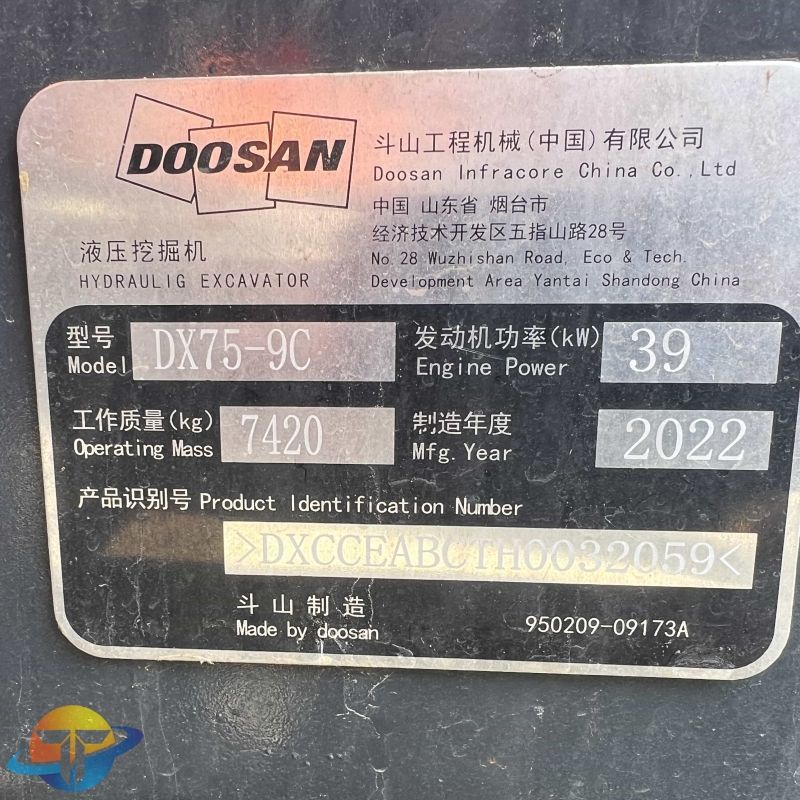 DOOSAN
斗山工程机械(中国)有限公司
Doosan Infracore China Co.,Ltd
中国 山东省 烟台市
经济技术开发区五指山路28号
No.28 Wuzhishan Road, Eco & Tech.
Development Area Yantai Shandong China
液压挖掘机
HYDRAULIG EXCAVATOR
型号 DX75-9C
Model
发动机功率(kW) 39
Engine Power
工作质量(kg) 7420
Operating Mass
制造年度 2022
Mfg.Year
产品识别号 Product Identification Number
>DXCCEABCTH0032059<
斗山制造
Made by doosan
950209-09173A